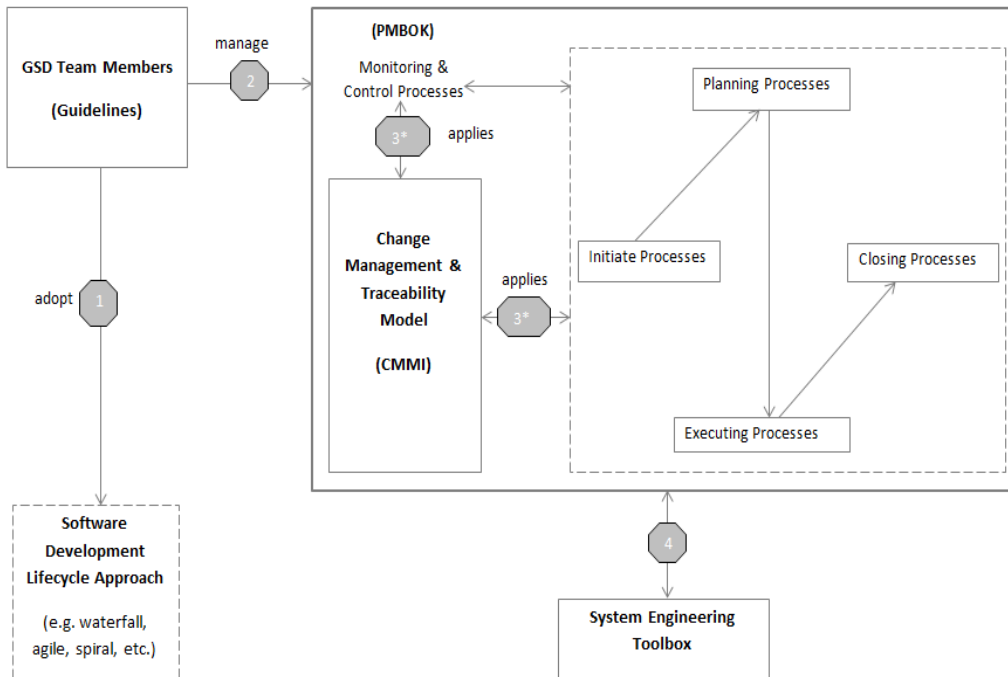 GSD Team Members
(Guidelines)
manage
2
(PMBOK)
Monitoring &
Control Processes
3*
applies
Planning Processes
Change
Management &
Traceability
Model
(CMMI)
Initiate Processes
Closing Processes
applies
3*
Executing Processes
adopt
1
Software
Development
Lifecycle Approach
(e.g. waterfall,
agile, spiral, etc.)
4
System Engineering
Toolbox